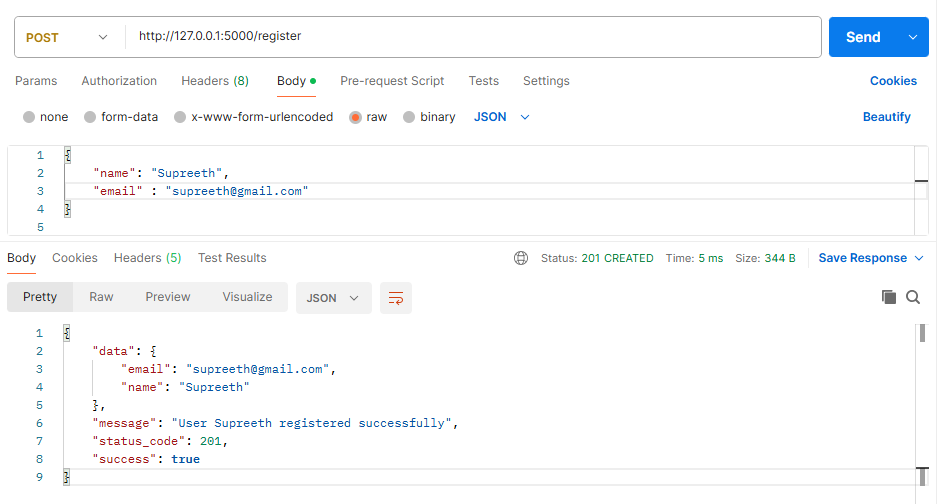 POST http://127.0.0.1:5000/register Send
Params Authorization Headers (8) Body Pre-request Script Tests Settings Cookies
none form-data x-www-form-urlencoded raw binary JSON Beautify
1 {
2 "name": "Supreeth",
3 "email" : "supreeth@gmail.com"
4 }
5
Body Cookies Headers (5) Test Results Status: 201 CREATED Time: 5 ms Size: 344 B Save Response
Pretty Raw Preview Visualize JSON
1 {
2 "data": {
3 "email": "supreeth@gmail.com",
4 "name": "Supreeth"
5 },
6 "message": "User Supreeth registered successfully",
7 "status_code": 201,
8 "success": true
9 }